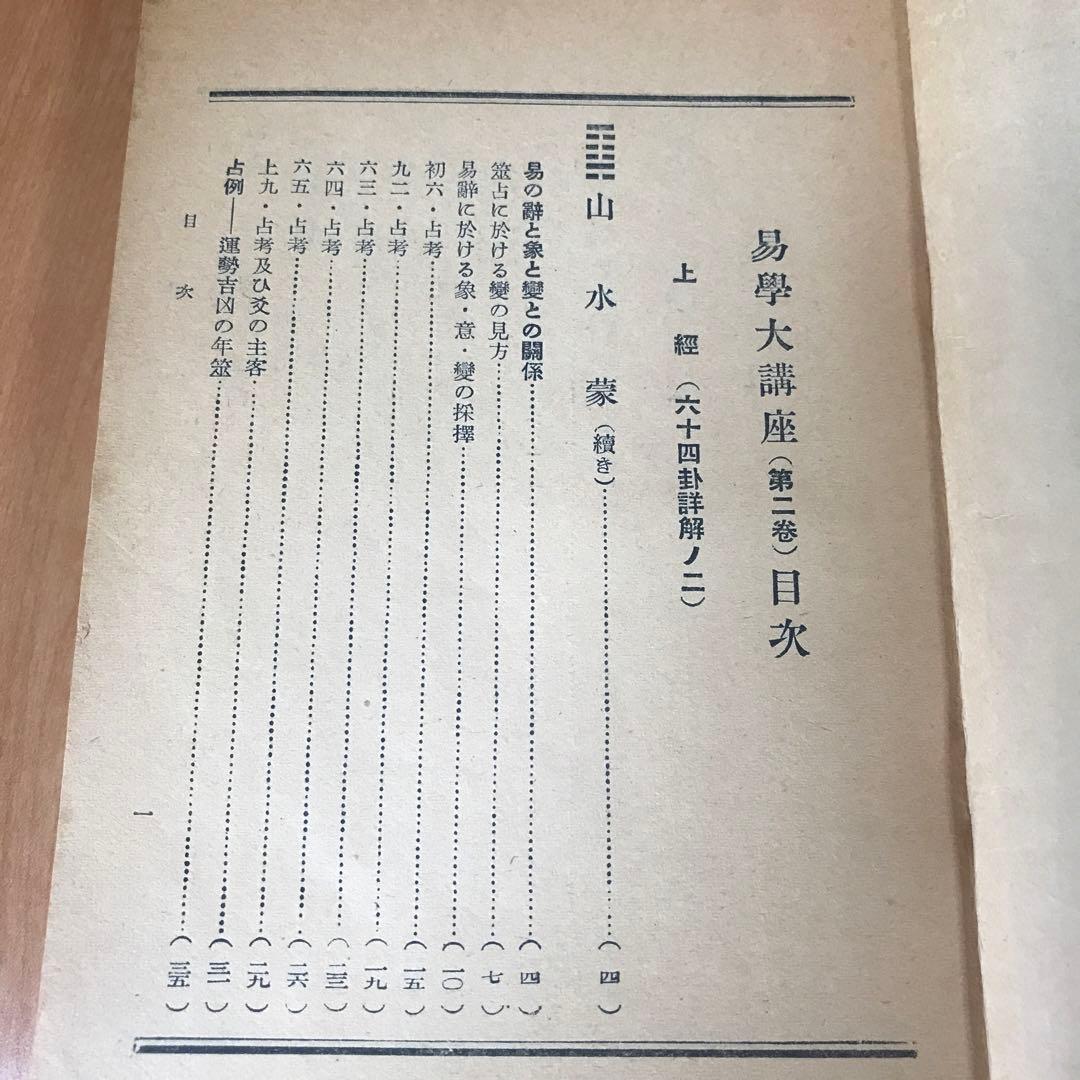 易學大講座（第二卷）目次
上經（六十四卦詳解ノ二）
䷃山水蒙（續き）……（四）
易の辭と象と變との關係……（四）
筮占に於ける變の見方……（七）
易辭に於ける象・意・變の採擇……（一〇）
初六・占考……（一五）
九二・占考……（一九）
六三・占考……（二三）
六四・占考……（二六）
六五・占考……（二九）
上九・占考及ひ爻の主客……（三一）
占例——運勢吉凶の年筮……（三五）
目次
一